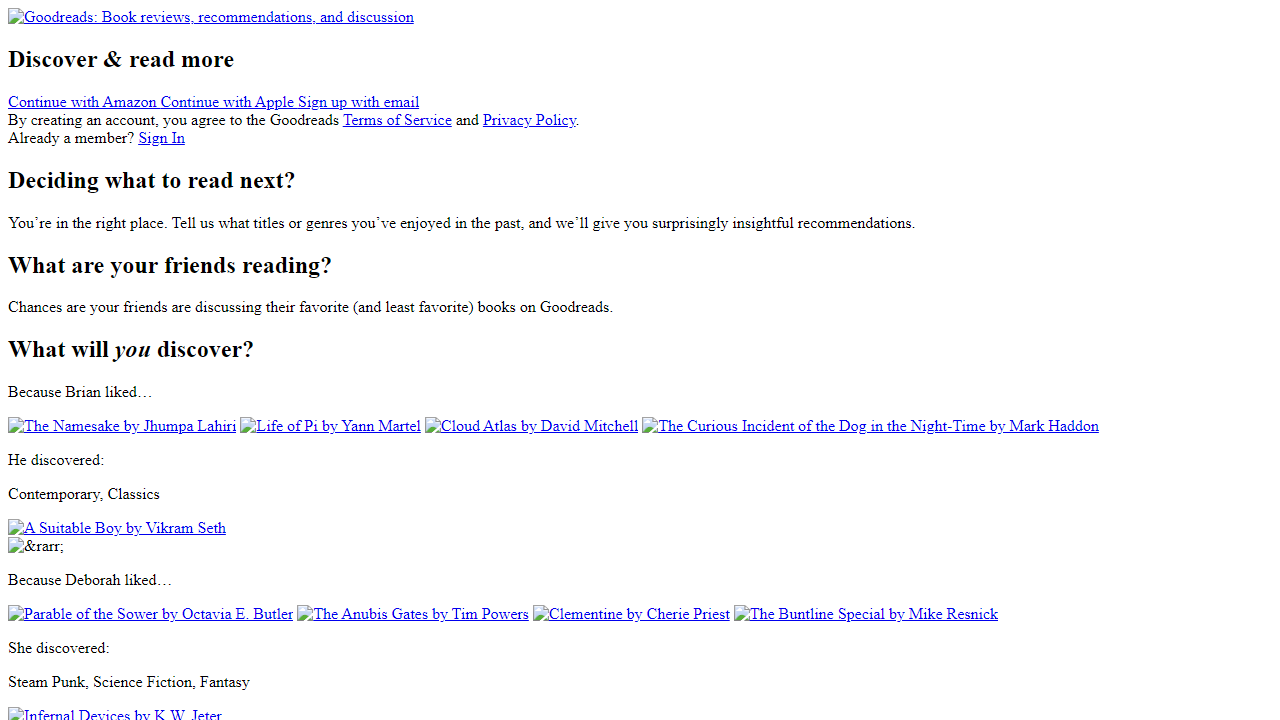 Goodreads: Book reviews, recommendations, and discussion
Discover & read more
Continue with Amazon Continue with Apple Sign up with email
By creating an account, you agree to the Goodreads Terms of Service and Privacy Policy.
Already a member? Sign In
Deciding what to read next?
You’re in the right place. Tell us what titles or genres you’ve enjoyed in the past, and we’ll give you surprisingly insightful recommendations.
What are your friends reading?
Chances are your friends are discussing their favorite (and least favorite) books on Goodreads.
What will you discover?
Because Brian liked…
The Namesake by Jhumpa Lahiri Life of Pi by Yann Martel Cloud Atlas by David Mitchell The Curious Incident of the Dog in the Night-Time by Mark Haddon
He discovered:
Contemporary, Classics
A Suitable Boy by Vikram Seth
&rarr;
Because Deborah liked…
Parable of the Sower by Octavia E. Butler The Anubis Gates by Tim Powers Clementine by Cherie Priest The Buntline Special by Mike Resnick
She discovered:
Steam Punk, Science Fiction, Fantasy
Infernal Devices by K.W. Jeter